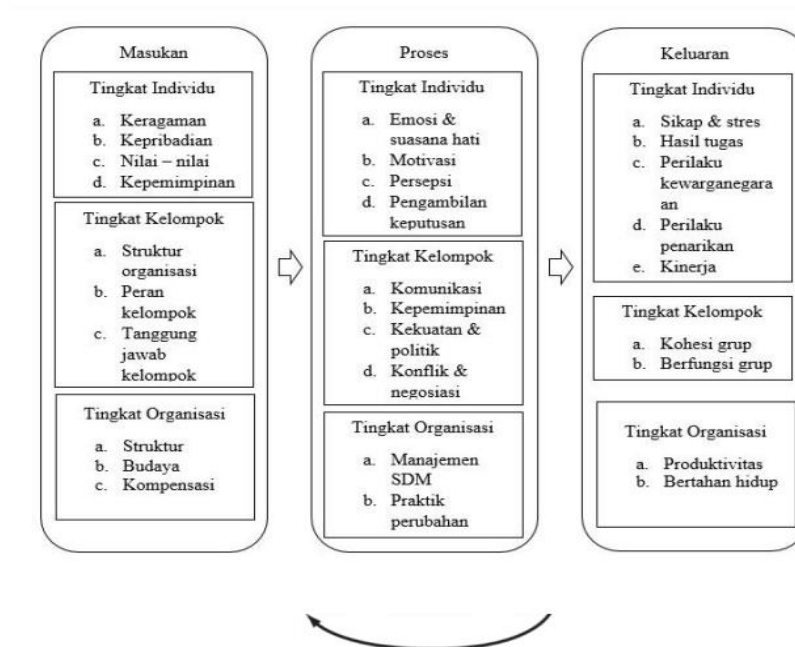 Masukan
Tingkat Individu
a. Keragaman
b. Kepribadian
c. Nilai – nilai
d. Kepemimpinan
Tingkat Kelompok
a. Struktur
organisasi
b. Peran
kelompok
c. Tanggung
jawab
kelompok
Tingkat Organisasi
a. Struktur
b. Budaya
c. Kompensasi
Proses
Tingkat Individu
a. Emosi &
suasana hati
b. Motivasi
c. Persepsi
d. Pengambilan
keputusan
Tingkat Kelompok
a. Komunikasi
b. Kepemimpinan
c. Kekuatan &
politik
d. Konflik &
negosiasi
Tingkat Organisasi
a. Manajemen
SDM
b. Praktik
perubahan
Keluaran
Tingkat Individu
a. Sikap & stres
b. Hasil tugas
c. Perilaku
kewarganegara
an
d. Perilaku
penarikan
e. Kinerja
Tingkat Kelompok
a. Kohesi grup
b. Berfungsi grup
Tingkat Organisasi
a. Produktivitas
b. Bertahan hidup